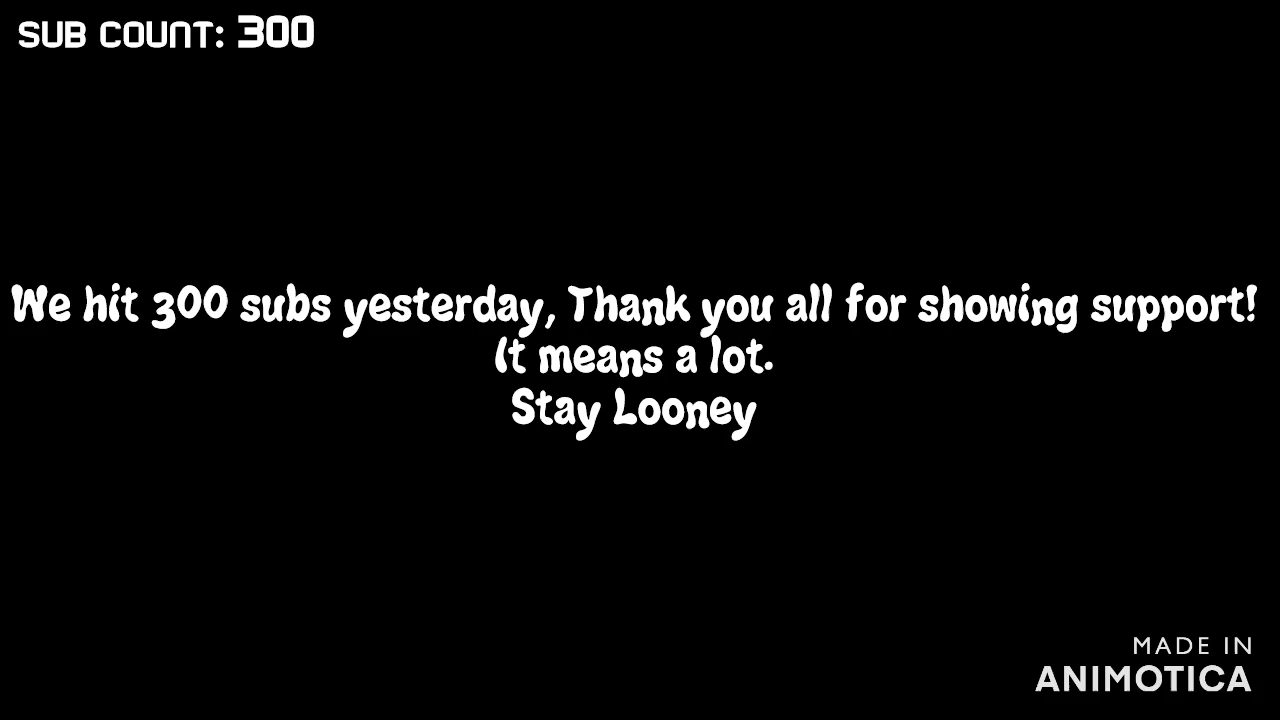 SUB COUNT: 300
We hit 300 subs yesterday, Thank you all for showing support!
It means a lot.
Stay Looney
MADE IN
ANIMOTICA